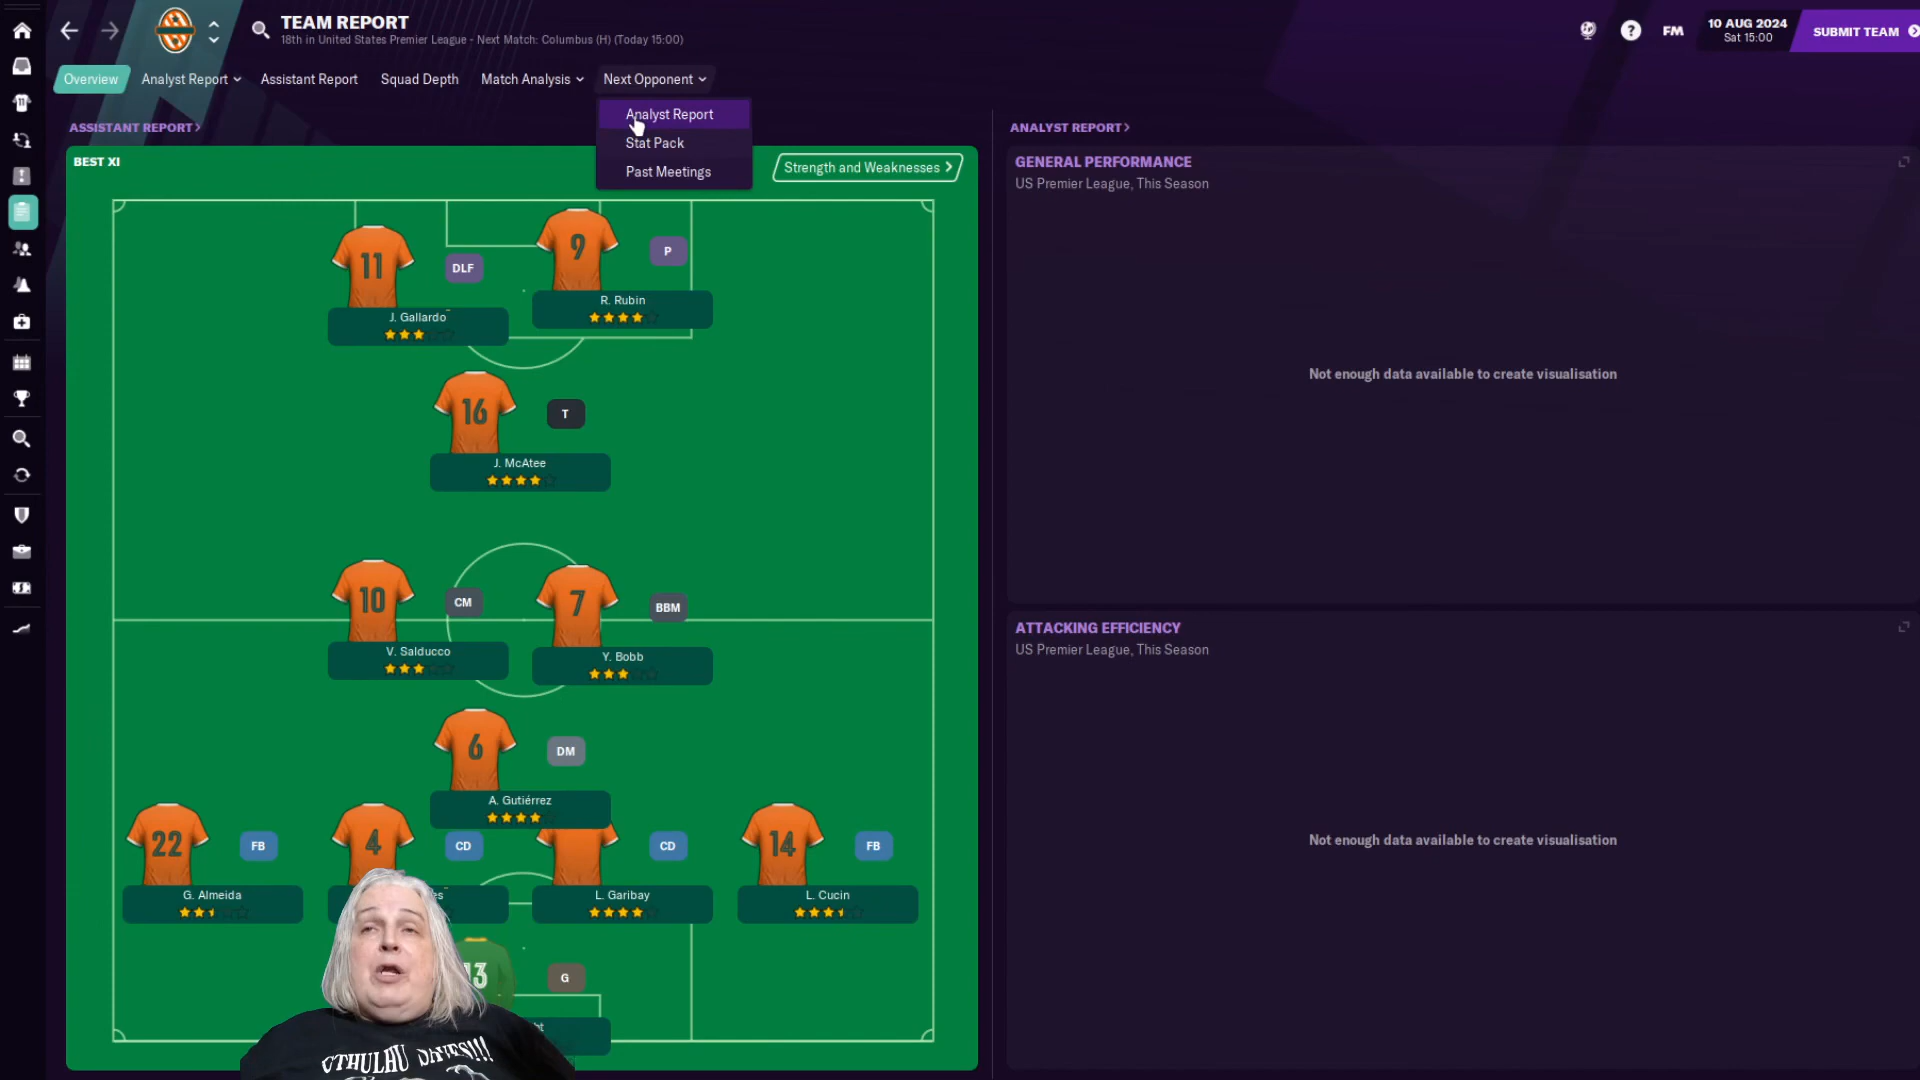 TEAM REPORT
18th in United States Premier League - Next Match: Columbus (H) (Today 15:00)
FM
10 AUG 2024
Sat 15:00
SUBMIT TEAM
Overview
Analyst Report
Assistant Report
Squad Depth
Match Analysis
Next Opponent
Analyst Report
Stat Pack
Past Meetings
ASSISTANT REPORT
BEST XI
Strength and Weaknesses
11
DLF
J. Gallardo
9
P
R. Rubin
16
T
J. McAtee
10
CM
V. Salducco
7
BBM
Y. Bobb
6
DM
A. Gutiérrez
22
FB
G. Almeida
4
CD
CD
L. Garibay
14
FB
L. Cucin
13
G
CTHULHU SAVES!!!
ANALYST REPORT
GENERAL PERFORMANCE
US Premier League, This Season
Not enough data available to create visualisation
ATTACKING EFFICIENCY
US Premier League, This Season
Not enough data available to create visualisation